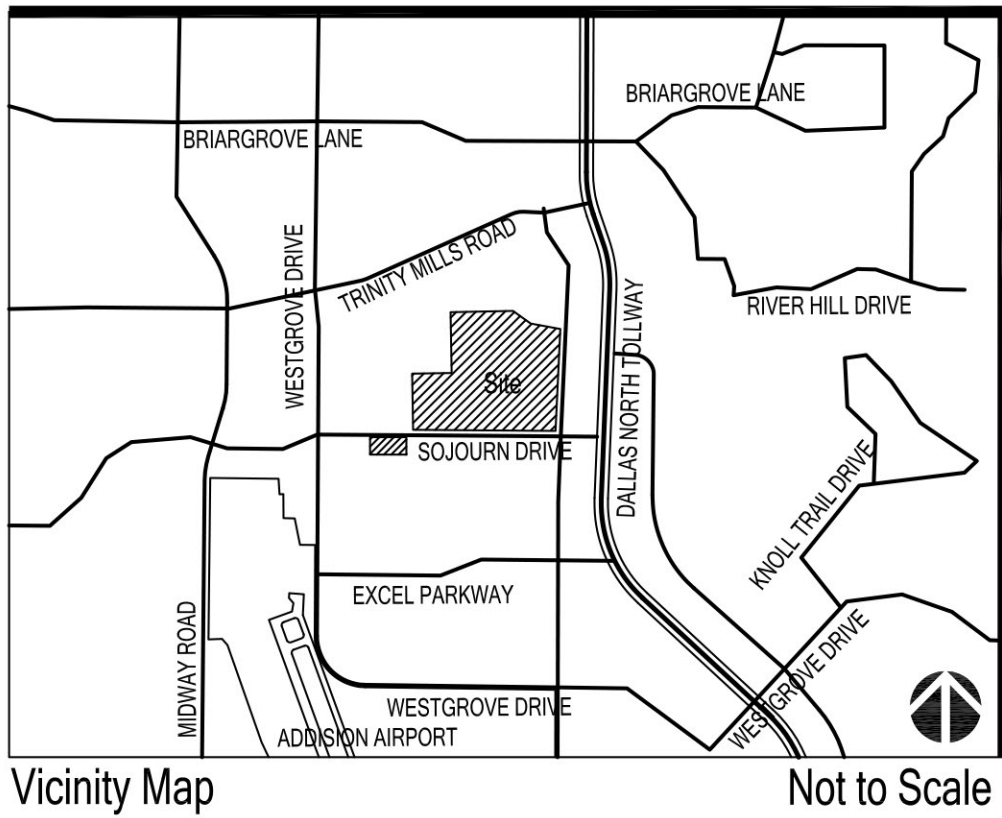 BRIARGROVE LANE
BRIARGROVE LANE
WESTGROVE DRIVE
TRINITY MILLS ROAD
RIVER HILL DRIVE
DALLAS NORTH TOLLWAY
Site
SOJOURN DRIVE
KNOLL TRAIL DRIVE
EXCEL PARKWAY
MIDWAY ROAD
WESTGROVE DRIVE
WESTGROVE DRIVE
ADDISION AIRPORT
Vicinity Map
Not to Scale